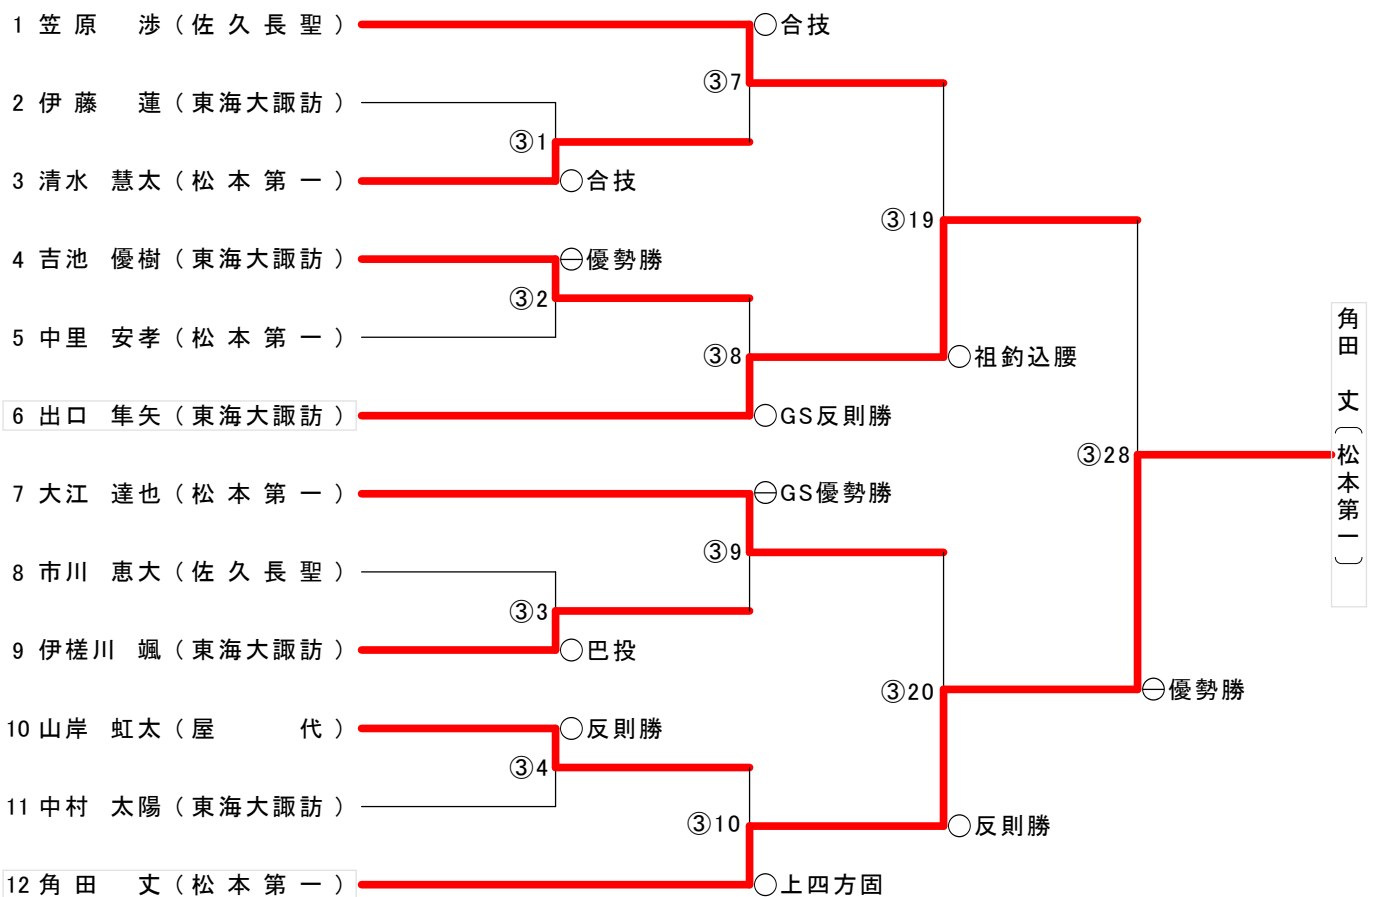 1 笠原 渉（佐久長聖） ○合技
③7
2 伊藤 蓮（東海大諏訪）
③1
3 清水 慧太（松本第一） ○合技
③19
4 吉池 優樹（東海大諏訪） ⊖優勢勝
③2
5 中里 安孝（松本第一）
③8 ○祖釣込腰
6 出口 隼矢（東海大諏訪） ○GS反則勝
③28
角田 丈（松本第一）
7 大江 達也（松本第一） ⊖GS優勢勝
③9
8 市川 恵大（佐久長聖）
③3
9 伊槎川 颯（東海大諏訪） ○巴投
③20 ⊖優勢勝
10 山岸 虹太（屋代） ○反則勝
③4
11 中村 太陽（東海大諏訪）
③10 ○反則勝
12 角田 丈（松本第一） ○上四方固